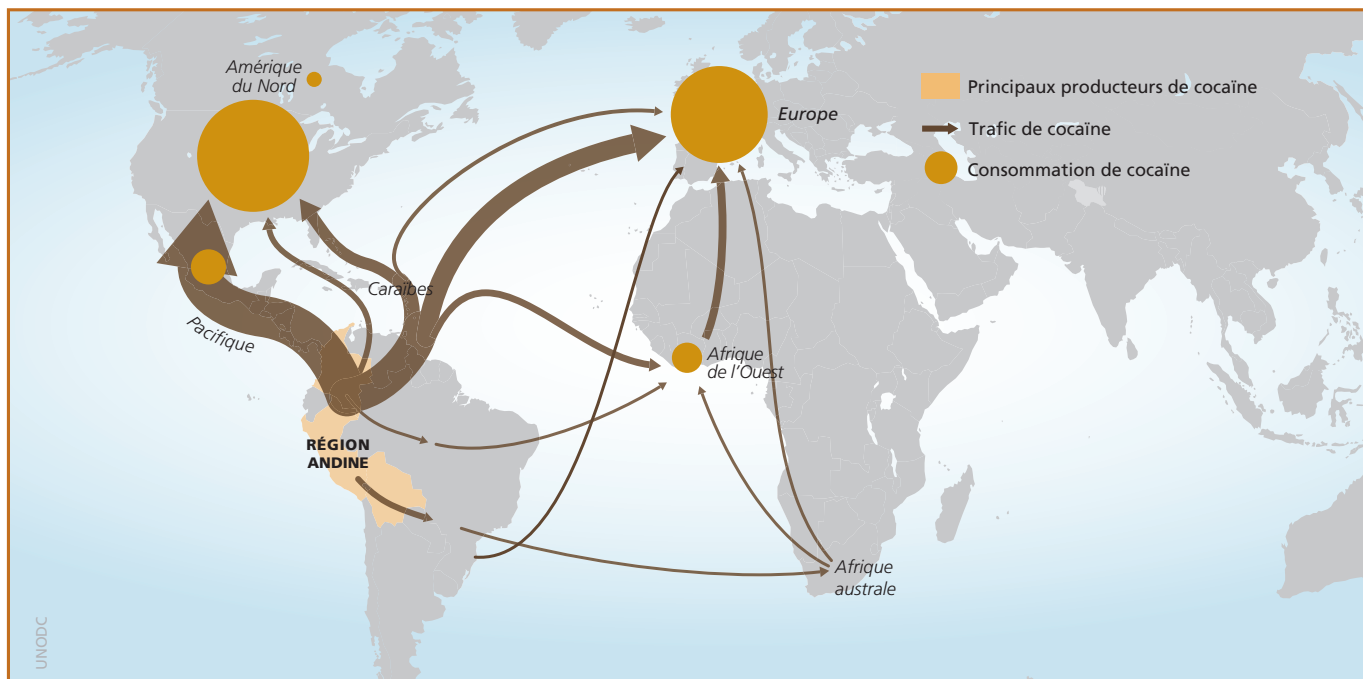 Amérique
du Nord
Europe
Principaux producteurs de cocaïne
Trafic de cocaïne
Consommation de cocaïne
Caraïbes
Pacifique
Afrique
de l’Ouest
RÉGION
ANDINE
Afrique
australe
UNODC